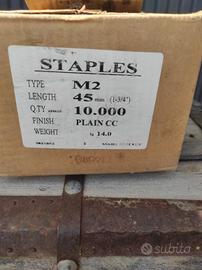 STAPLES
TYPE M2
LENGTH 45 mm (1-3/4")
Q.TY 10.000
FINISH PLAIN CC
WEIGHT kg 14.0
subito